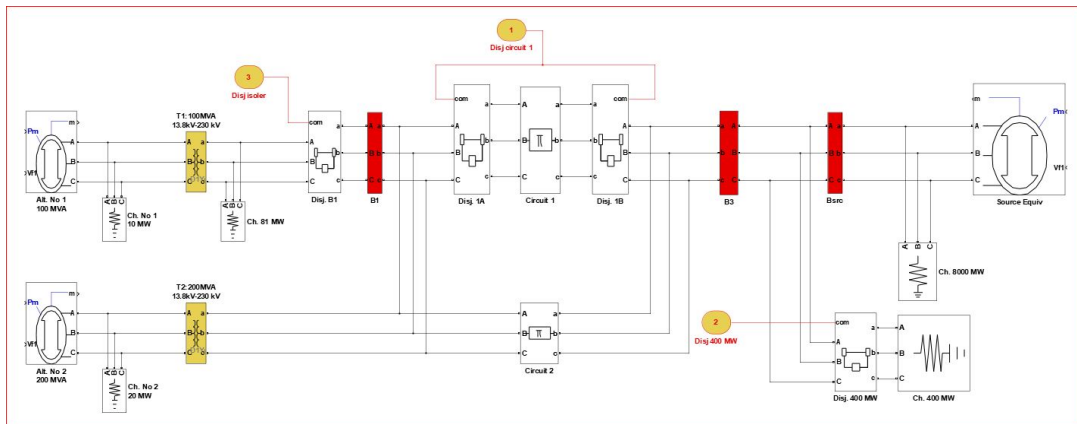 1
Disj circuit 1
3
Disj isoler
com
a
A
b
B
c
C
com
a
A
b
B
c
C
Disj. 1A
A
a
B
b
C
c
Circuit 1
com
a
A
b
B
c
C
Disj. 1B
Pm
m
A
B
Vf1
C
Alt. No 1
100 MVA
T1: 100MVA
13.8kV-230 kV
A a
B b
C c
A B C
Ch. No 1
10 MW
A B C
Ch. 81 MW
com
a
A
b
B
c
C
Disj. B1
A a
B b
C c
B1
A a
B b
C c
B3
A a
B b
C c
Bsrc
m
Pm
A
B
Vf1
C
Source Equiv
A B C
Ch. 8000 MW
Pm
m
A
B
Vf1
C
Alt. No 2
200 MVA
T2: 200MVA
13.8kV-230 kV
A a
B b
C c
A B C
Ch. No 2
20 MW
A a
B b
C c
Circuit 2
2
Disj 400 MW
com
a
A
b
B
c
C
Disj. 400 MW
A
B
C
Ch. 400 MW